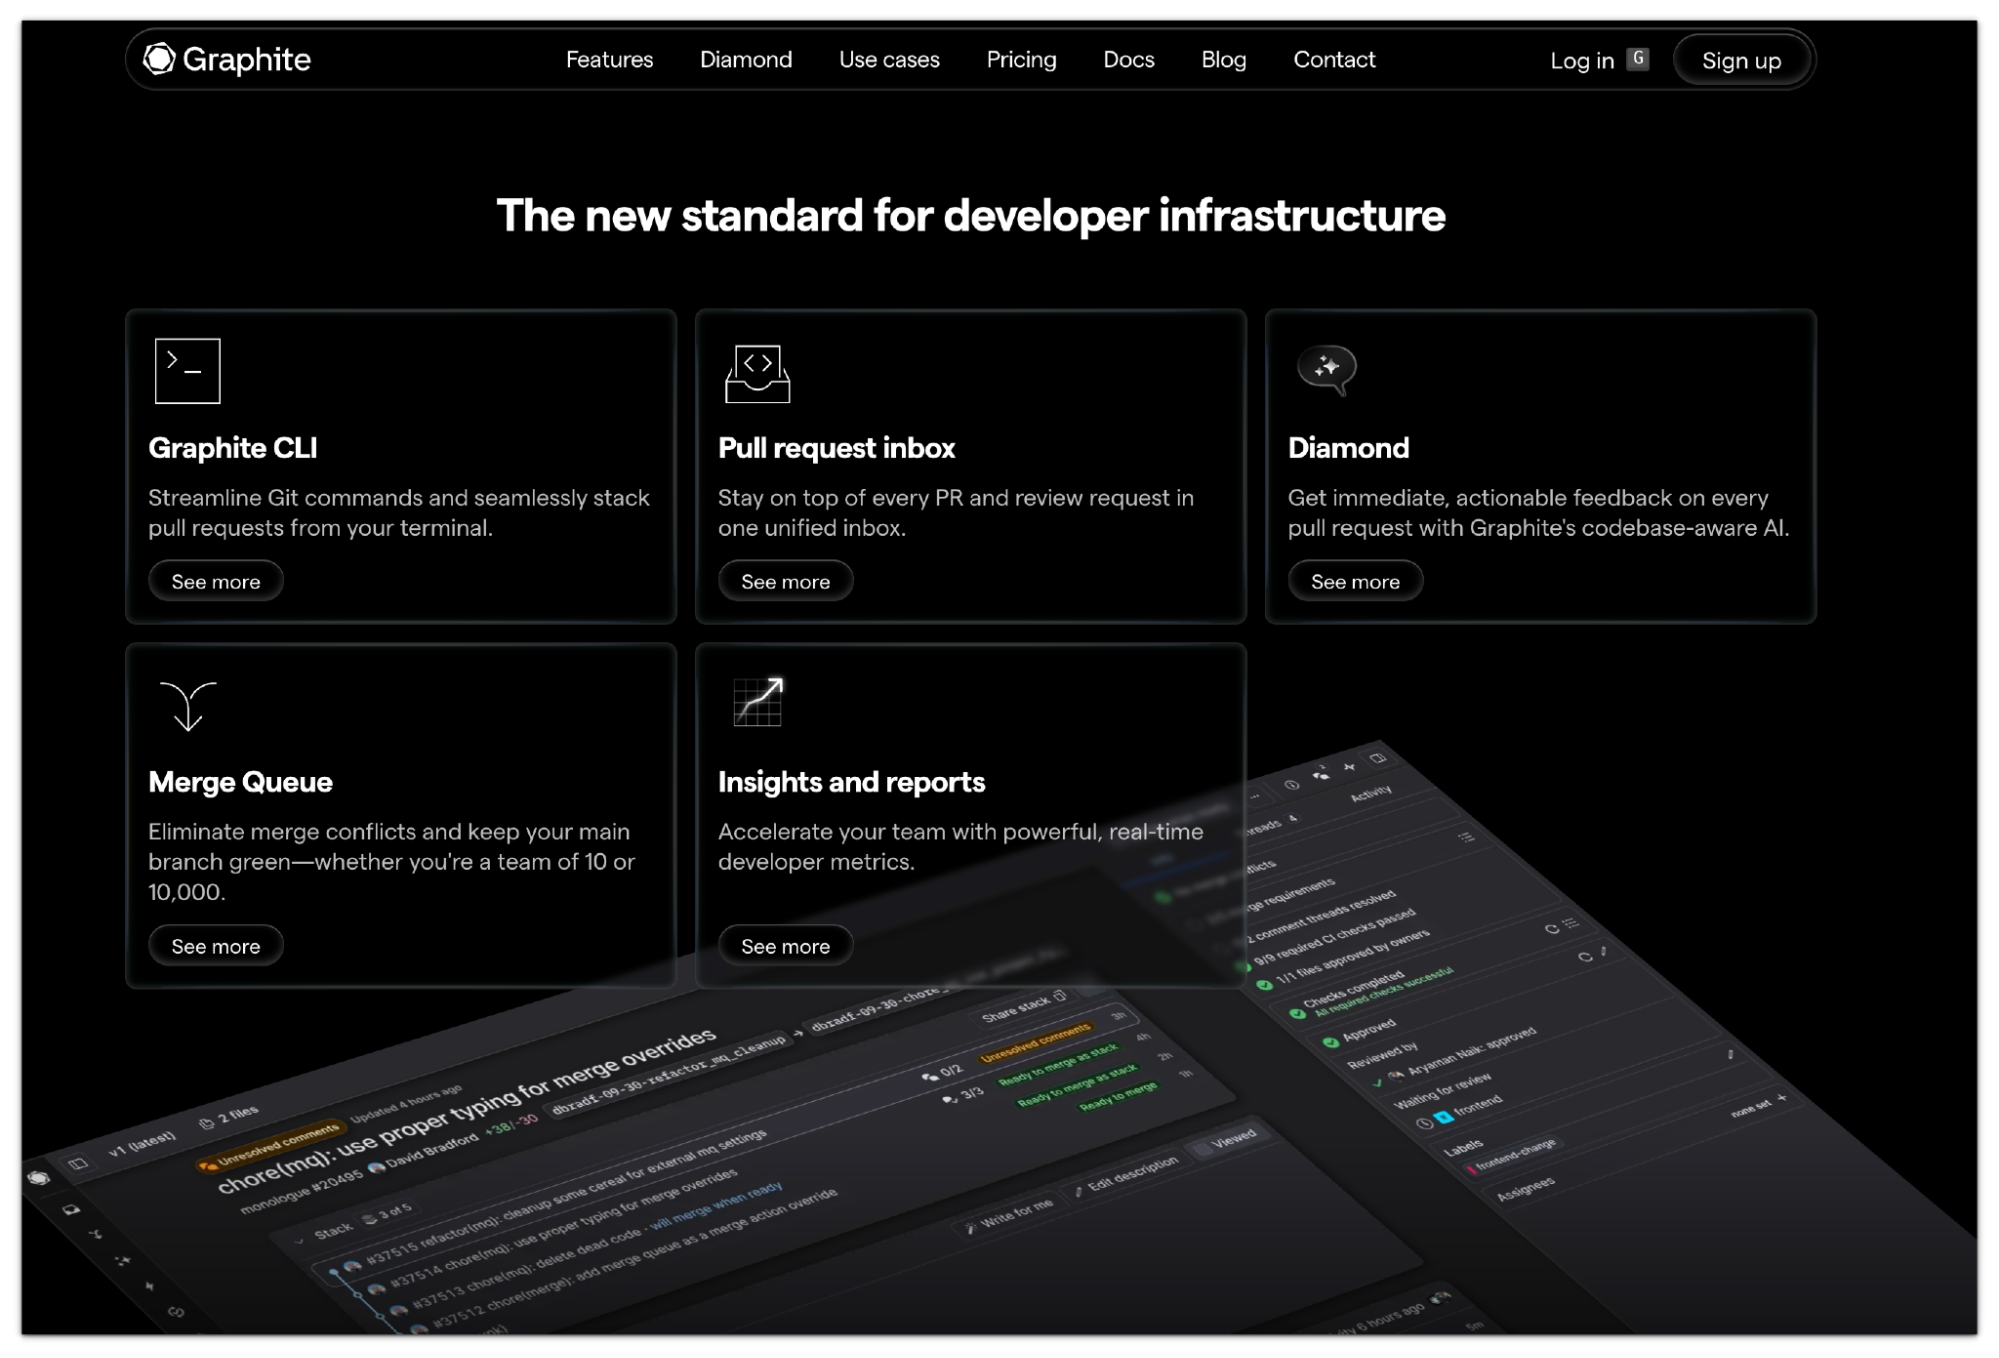 Graphite
Features
Diamond
Use cases
Pricing
Docs
Blog
Contact
Log in G
Sign up
The new standard for developer infrastructure
Graphite CLI
Streamline Git commands and seamlessly stack
pull requests from your terminal.
See more
Pull request inbox
Stay on top of every PR and review request in
one unified inbox.
See more
Diamond
Get immediate, actionable feedback on every
pull request with Graphite's codebase-aware AI.
See more
Merge Queue
Eliminate merge conflicts and keep your main
branch green—whether you're a team of 10 or
10,000.
See more
Insights and reports
Accelerate your team with powerful, real-time
developer metrics.
See more
v1 (latest)
2 files
Unresolved comments
Updated 4 hours ago
chore(mq): use proper typing for merge overrides
monologue #20495 David Bradford +38/-30 dbradf-09-30-refactor_mq_cleanup → dbradf-09-30-chore_
Stack 3 of 5
Share stack
#37515 refactor(mq): cleanup some cereal for external mq settings
0/2 Unresolved comments 3h
#37514 chore(mq): use proper typing for merge overrides
3/3 Ready to merge as stack 4h
#37513 chore(mq): delete dead code · will merge when ready
Ready to merge as stack 2h
#37512 chore(merge): add merge queue as a merge action override
Ready to merge 1h
Write for me
Edit description
Viewed
6 hours ago
5m
Activity
4
merge requirements
2 comment threads resolved
9/9 required CI checks passed
1/1 files approved by owners
Checks completed
All required checks successful
Approved
Reviewed by
Aryaman Naik: approved
Waiting for review
frontend
Labels
none set +
frontend-change
Assignees